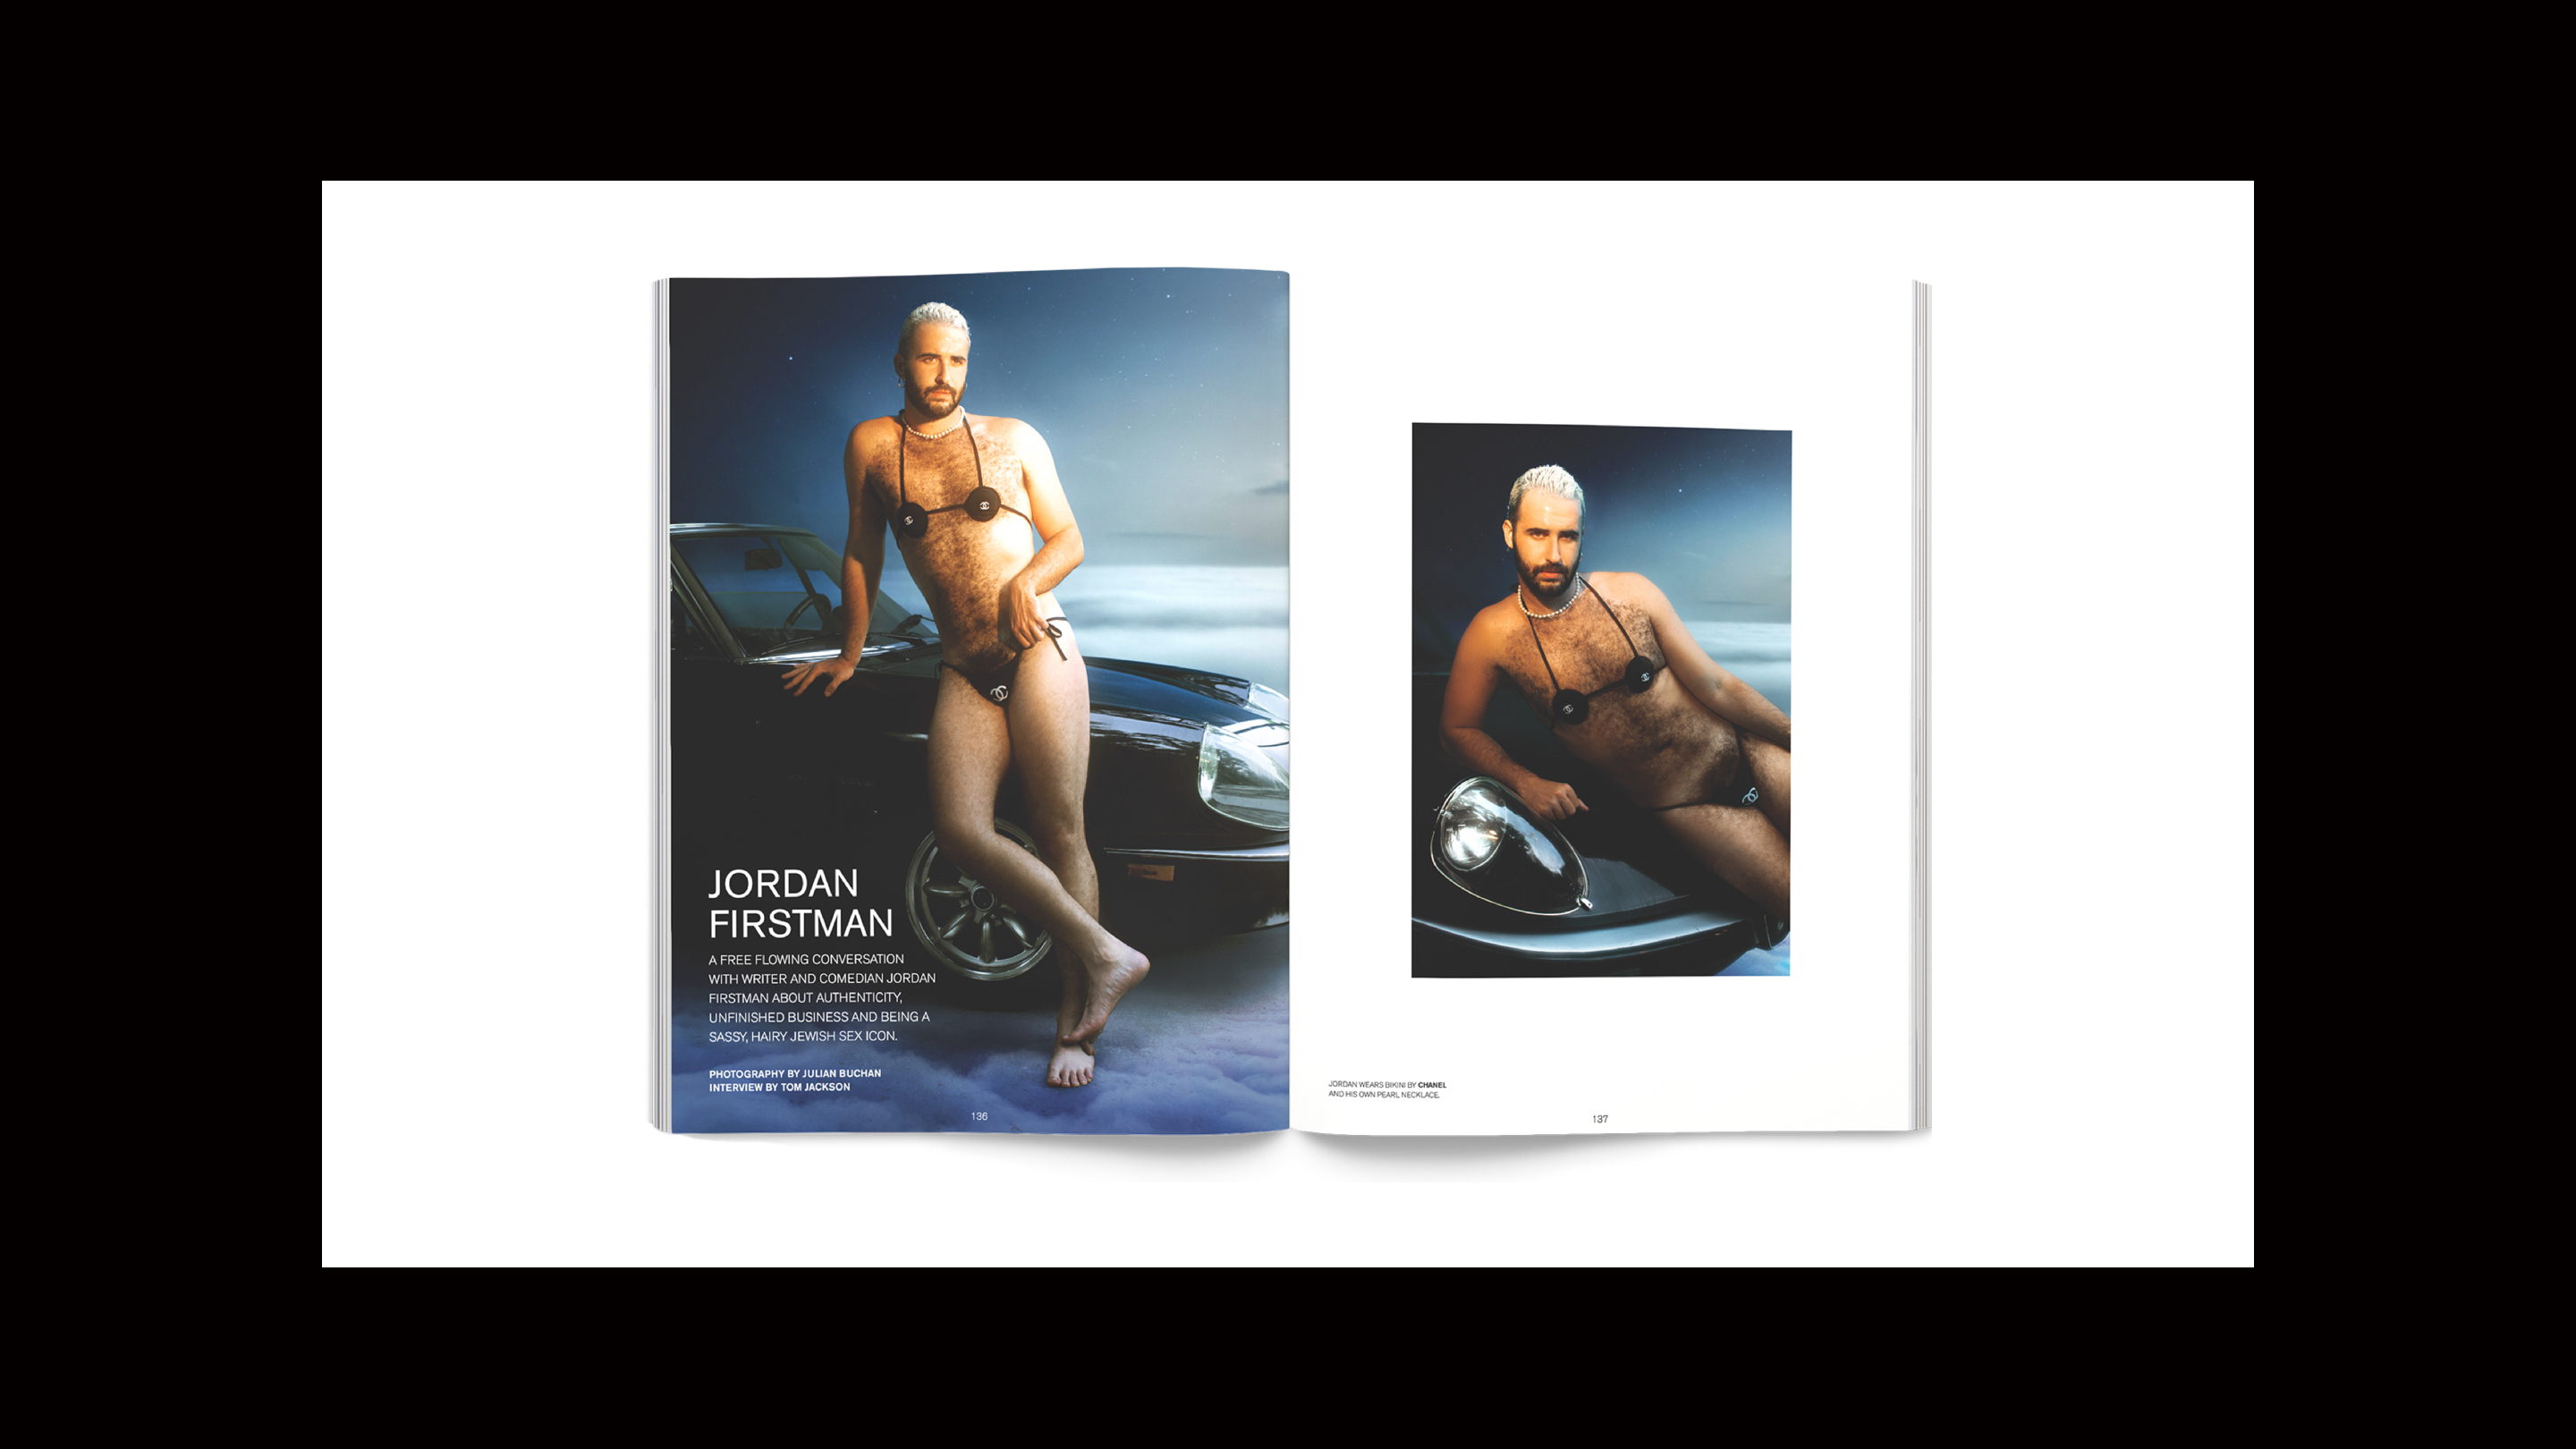 JORDAN
FIRSTMAN
A FREE FLOWING CONVERSATION
WITH WRITER AND COMEDIAN JORDAN
FIRSTMAN ABOUT AUTHENTICITY,
UNFINISHED BUSINESS AND BEING A
SASSY, HAIRY JEWISH SEX ICON.
PHOTOGRAPHY BY JULIAN BUCHAN
INTERVIEW BY TOM JACKSON
136
JORDAN WEARS BIKINI BY CHANEL
AND HIS OWN PEARL NECKLACE.
137